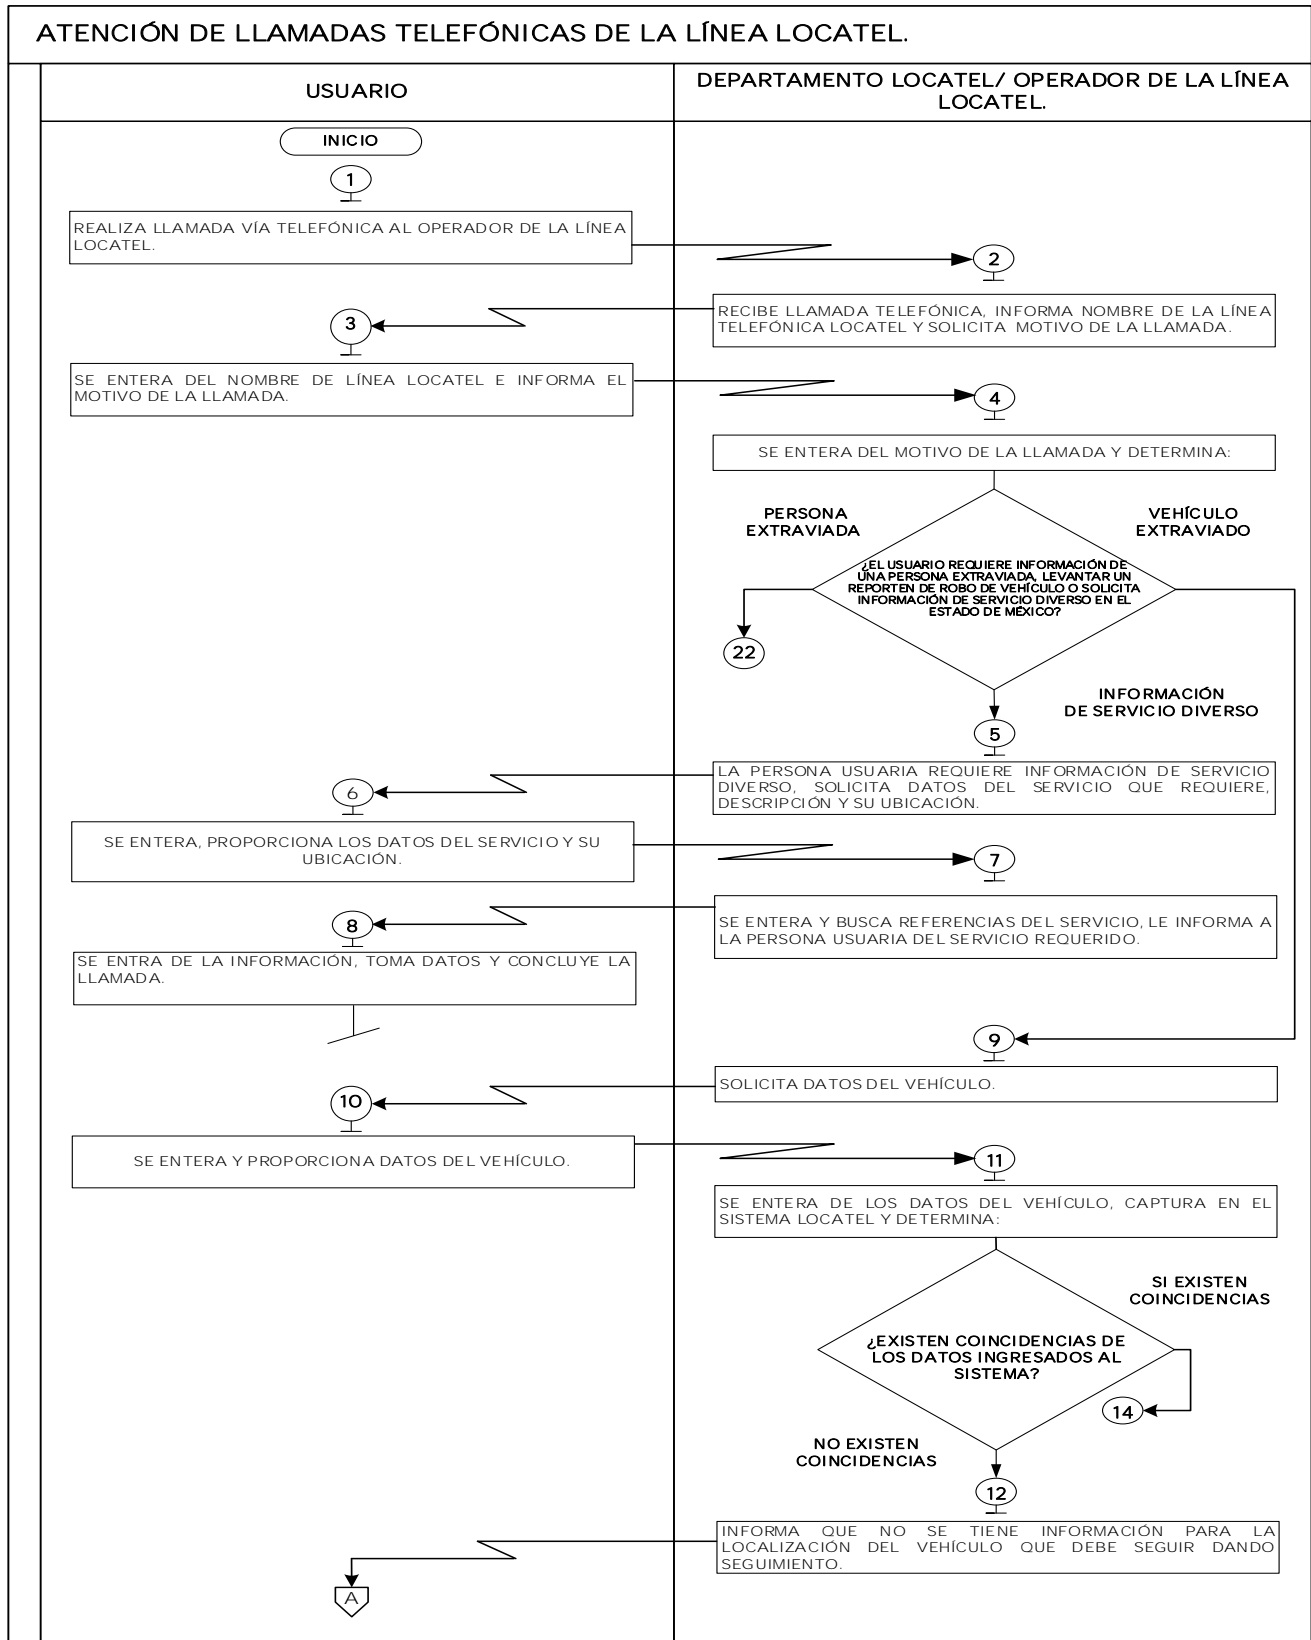 ATENCIÓN DE LLAMADAS TELEFÓNICAS DE LA LÍNEA LOCATEL.
USUARIO
DEPARTAMENTO LOCATEL/ OPERADOR DE LA LÍNEA
LOCATEL.
INICIO
1
REALIZA LLAMADA VÍA TELEFÓNICA AL OPERADOR DE LA LÍNEA
LOCATEL.
2
RECIBE LLAMADA TELEFÓNICA, INFORMA NOMBRE DE LA LÍNEA
TELEFÓNICA LOCATEL Y SOLICITA MOTIVO DE LA LLAMADA.
3
SE ENTERA DEL NOMBRE DE LÍNEA LOCATEL E INFORMA EL
MOTIVO DE LA LLAMADA.
4
SE ENTERA DEL MOTIVO DE LA LLAMADA Y DETERMINA:
PERSONA
EXTRAVIADA
VEHÍCULO
EXTRAVIADO
¿EL USUARIO REQUIERE INFORMACIÓN DE
UNA PERSONA EXTRAVIADA, LEVANTAR UN
REPORTEN DE ROBO DE VEHÍCULO O SOLICITA
INFORMACIÓN DE SERVICIO DIVERSO EN EL
ESTADO DE MÉXICO?
22
INFORMACIÓN
DE SERVICIO DIVERSO
5
LA PERSONA USUARIA REQUIERE INFORMACIÓN DE SERVICIO
DIVERSO, SOLICITA DATOS DEL SERVICIO QUE REQUIERE,
DESCRIPCIÓN Y SU UBICACIÓN.
6
SE ENTERA, PROPORCIONA LOS DATOS DEL SERVICIO Y SU
UBICACIÓN.
7
SE ENTERA Y BUSCA REFERENCIAS DEL SERVICIO, LE INFORMA A
LA PERSONA USUARIA DEL SERVICIO REQUERIDO.
8
SE ENTRA DE LA INFORMACIÓN, TOMA DATOS Y CONCLUYE LA
LLAMADA.
9
SOLICITA DATOS DEL VEHÍCULO.
10
SE ENTERA Y PROPORCIONA DATOS DEL VEHÍCULO.
11
SE ENTERA DE LOS DATOS DEL VEHÍCULO, CAPTURA EN EL
SISTEMA LOCATEL Y DETERMINA:
SI EXISTEN
COINCIDENCIAS
¿EXISTEN COINCIDENCIAS DE
LOS DATOS INGRESADOS AL
SISTEMA?
14
NO EXISTEN
COINCIDENCIAS
12
INFORMA QUE NO SE TIENE INFORMACIÓN PARA LA
LOCALIZACIÓN DEL VEHÍCULO QUE DEBE SEGUIR DANDO
SEGUIMIENTO.
A